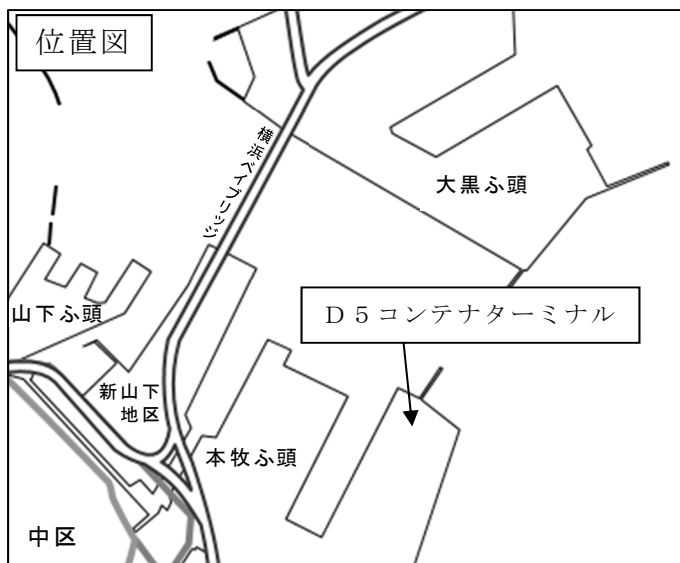 位置図
横浜ベイブリッジ
大黒ふ頭
山下ふ頭
D5コンテナターミナル
新山下
地区
本牧ふ頭
中区